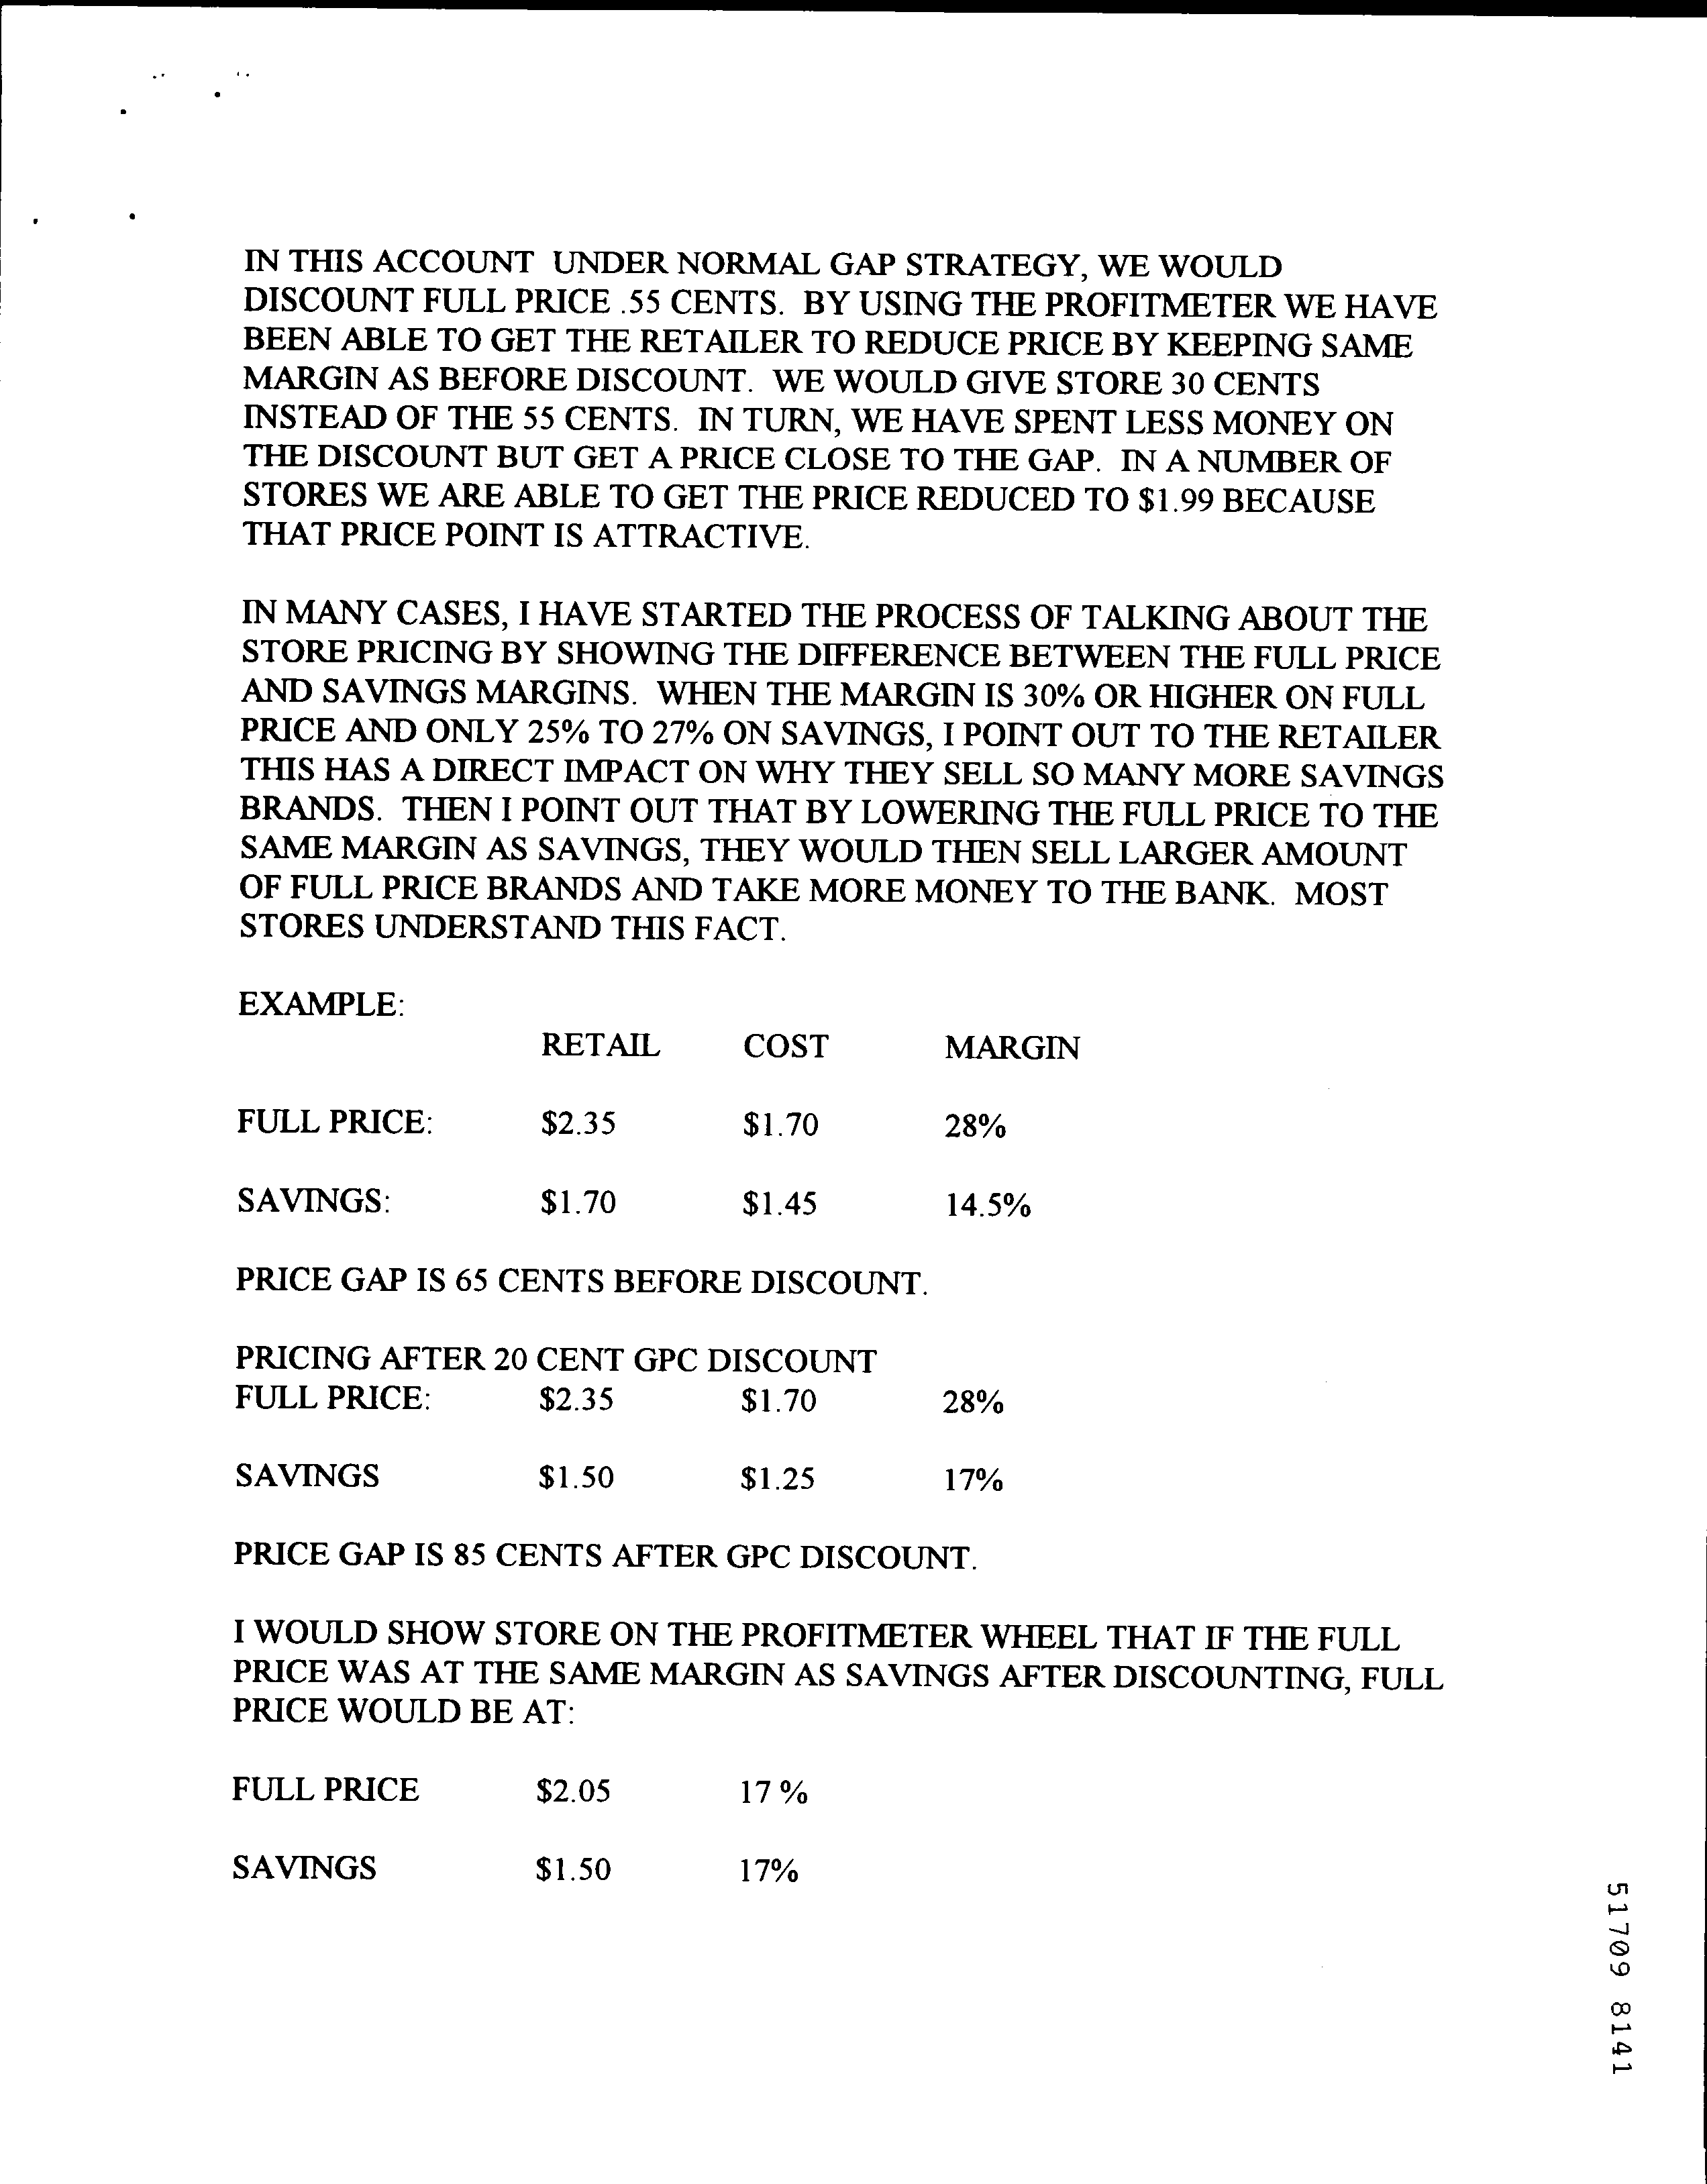 IN THIS ACCOUNT UNDER NORMAL GAP STRATEGY, WE WOULD
DISCOUNT FULL PRICE .55 CENTS. BY USING THE PROFITMETER WE HAVE
BEEN ABLE TO GET THE RETAILER TO REDUCE PRICE BY KEEPING SAME
MARGIN AS BEFORE DISCOUNT. WE WOULD GIVE STORE 30 CENTS
INSTEAD OF THE 55 CENTS. IN TURN, WE HAVE SPENT LESS MONEY ON
THE DISCOUNT BUT GET A PRICE CLOSE TO THE GAP. IN A NUMBER OF
STORES WE ARE ABLE TO GET THE PRICE REDUCED TO $1.99 BECAUSE
THAT PRICE POINT IS ATTRACTIVE.
IN MANY CASES, I HAVE STARTED THE PROCESS OF TALKING ABOUT THE
STORE PRICING BY SHOWING THE DIFFERENCE BETWEEN THE FULL PRICE
AND SAVINGS MARGINS. WHEN THE MARGIN IS 30% OR HIGHER ON FULL
PRICE AND ONLY 25% TO 27% ON SAVINGS, I POINT OUT TO THE RETAILER
THIS HAS A DIRECT IMPACT ON WHY THEY SELL SO MANY MORE SAVINGS
BRANDS. THEN I POINT OUT THAT BY LOWERING THE FULL PRICE TO THE
SAME MARGIN AS SAVINGS, THEY WOULD THEN SELL LARGER AMOUNT
OF FULL PRICE BRANDS AND TAKE MORE MONEY TO THE BANK. MOST
STORES UNDERSTAND THIS FACT.
EXAMPLE:
RETAIL COST MARGIN
FULL PRICE: $2.35 $1.70 28%
SAVINGS: $1.70 $1.45 14.5%
PRICE GAP IS 65 CENTS BEFORE DISCOUNT.
PRICING AFTER 20 CENT GPC DISCOUNT
FULL PRICE: $2.35 $1.70 28%
SAVINGS $1.50 $1.25 17%
PRICE GAP IS 85 CENTS AFTER GPC DISCOUNT.
I WOULD SHOW STORE ON THE PROFITMETER WHEEL THAT IF THE FULL
PRICE WAS AT THE SAME MARGIN AS SAVINGS AFTER DISCOUNTING, FULL
PRICE WOULD BE AT:
FULL PRICE $2.05 17 %
SAVINGS $1.50 17%
51709 8141